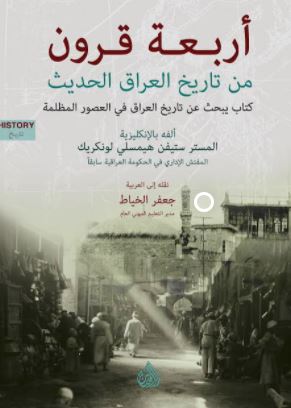 أربعة قرون
من تاريخ العراق الحديث
كتاب يبحث عن تاريخ العراق في العصور المظلمة
HISTORY
تاريخ
ألفه بالإنكليزية
المستر ستيفن هيمسلي لونكريك
المفتش الإداري في الحكومة العراقية سابقاً
نقله إلى العربية
جعفر الخياط
مدير التعليم المهني العام